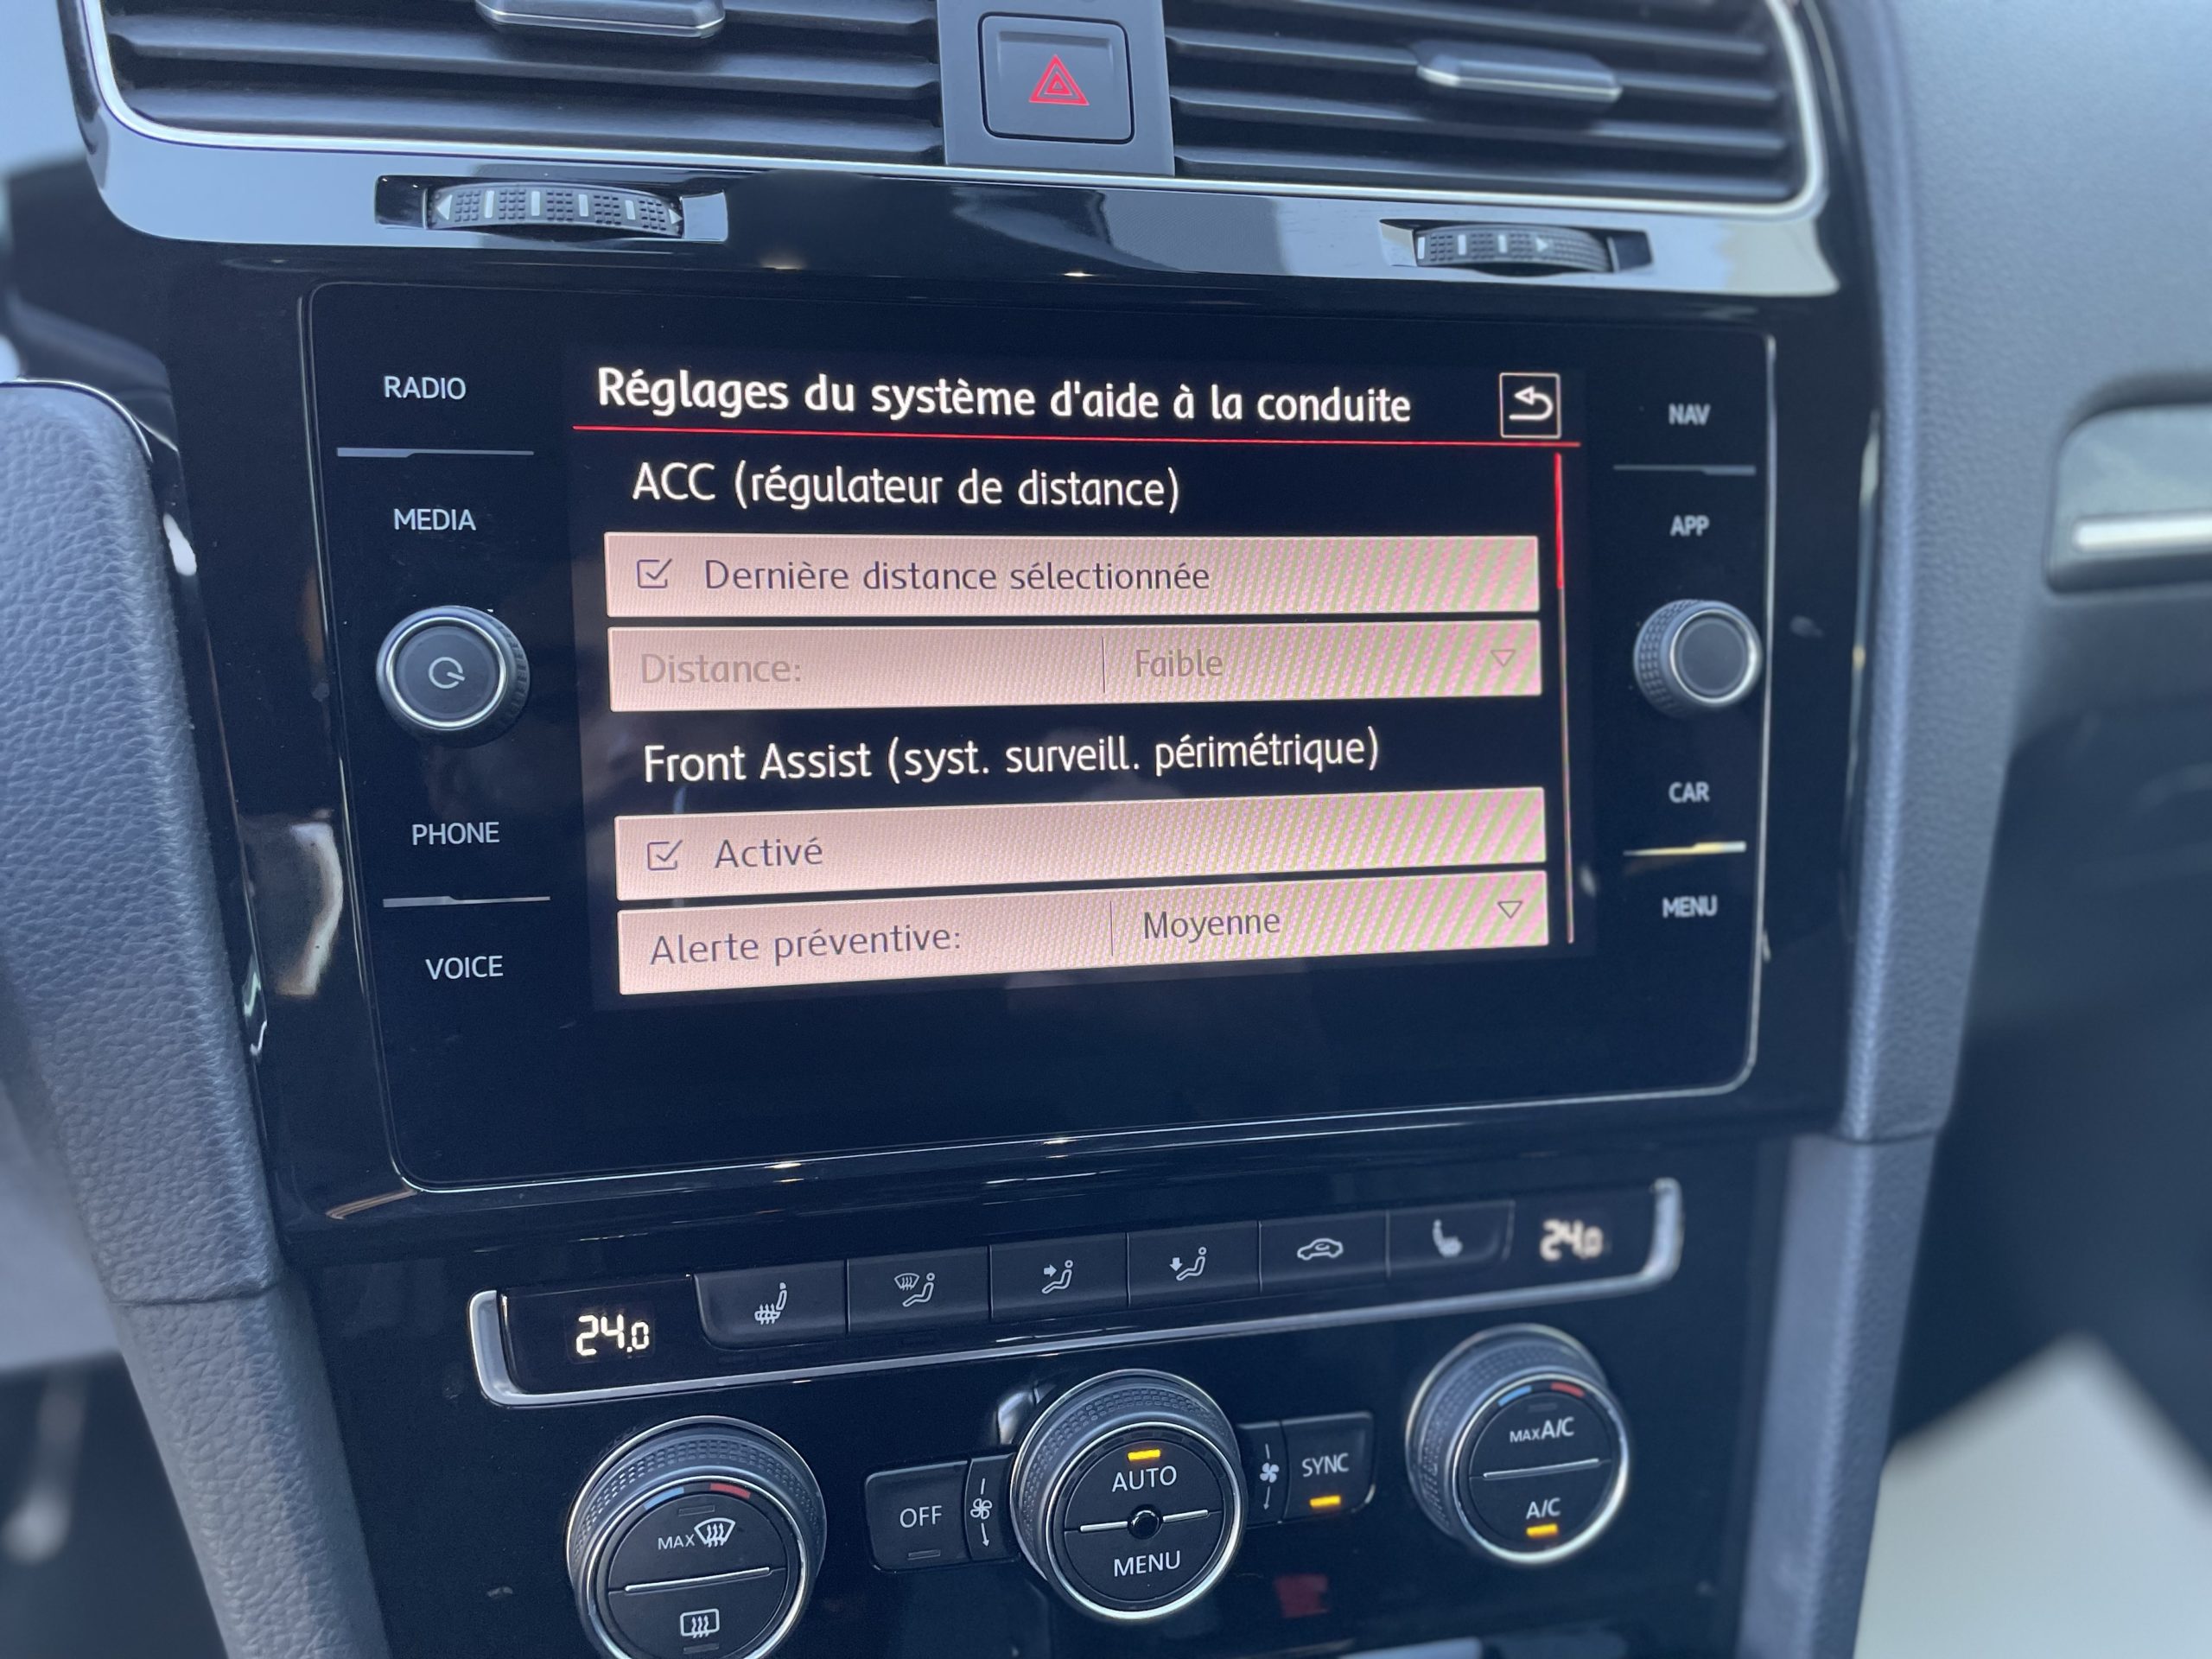 RADIO
MEDIA
PHONE
VOICE
Réglages du système d'aide à la conduite
ACC (régulateur de distance)
Dernière distance sélectionnée
Distance: Faible
Front Assist (syst. surveill. périmétrique)
Activé
Alerte préventive: Moyenne
NAV
APP
CAR
MENU
24.0
24.0
MAX
OFF
AUTO
MENU
SYNC
MAX A/C
A/C